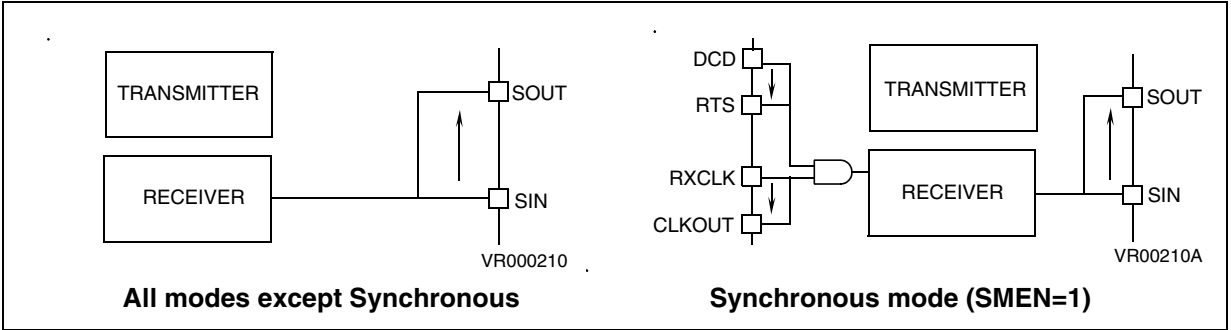 TRANSMITTER
SOUT
RECEIVER
SIN
VR000210
All modes except Synchronous
DCD
RTS
RXCLK
CLKOUT
TRANSMITTER
SOUT
RECEIVER
SIN
VR00210A
Synchronous mode (SMEN=1)